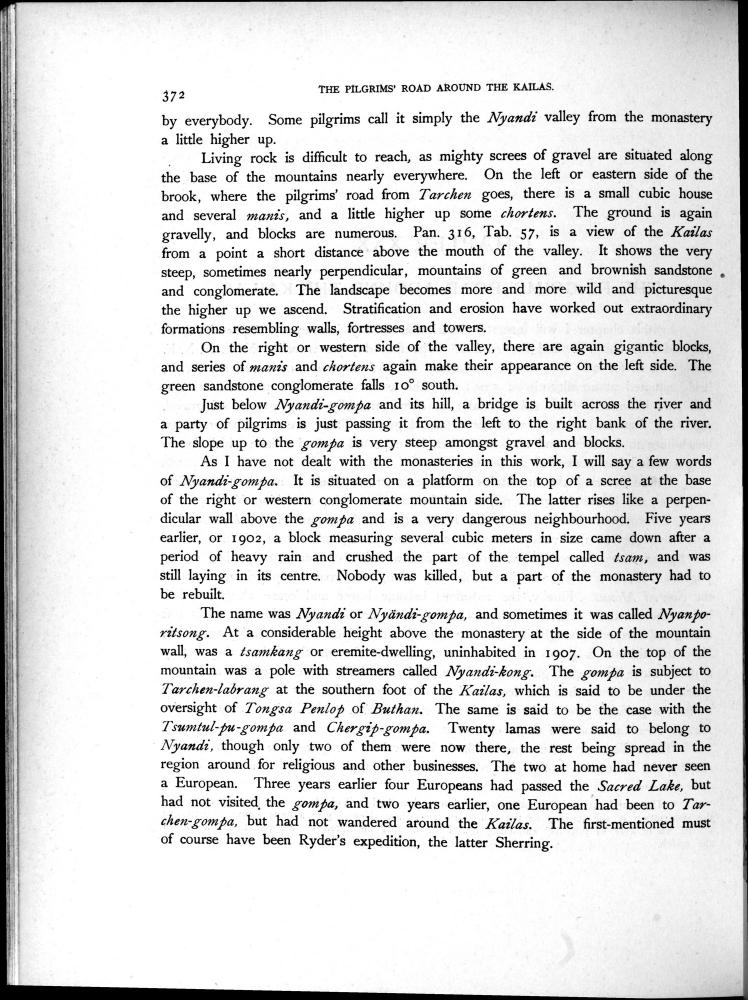 372
THE PILGRIMS' ROAD AROUND THE KAILAS.
by everybody. Some pilgrims call it simply the Nyandi valley from the monastery
a little higher up.
Living rock is difficult to reach, as mighty screes of gravel are situated along
the base of the mountains nearly everywhere. On the left or eastern side of the
brook, where the pilgrims' road from Tarchen goes, there is a small cubic house
and several manis, and a little higher up some chortens. The ground is again
gravelly, and blocks are numerous. Pan. 316, Tab. 57, is a view of the Kailas
from a point a short distance above the mouth of the valley. It shows the very
steep, sometimes nearly perpendicular, mountains of green and brownish sandstone
and conglomerate. The landscape becomes more and more wild and picturesque
the higher up we ascend. Stratification and erosion have worked out extraordinary
formations resembling walls, fortresses and towers.
On the right or western side of the valley, there are again gigantic blocks,
and series of manis and chortens again make their appearance on the left side. The
green sandstone conglomerate falls 10° south.
Just below Nyandi-gompa and its hill, a bridge is built across the river and
a party of pilgrims is just passing it from the left to the right bank of the river.
The slope up to the gompa is very steep amongst gravel and blocks.
As I have not dealt with the monasteries in this work, I will say a few words
of Nyandi-gompa. It is situated on a platform on the top of a scree at the base
of the right or western conglomerate mountain side. The latter rises like a perpen-
dicular wall above the gompa and is a very dangerous neighbourhood. Five years
earlier, or 1902, a block measuring several cubic meters in size came down after a
period of heavy rain and crushed the part of the tempel called tsam, and was
still laying in its centre. Nobody was killed, but a part of the monastery had to
be rebuilt.
The name was Nyandi or Nyändi-gompa, and sometimes it was called Nyanpo-
ritsong. At a considerable height above the monastery at the side of the mountain
wall, was a tsamkang or eremite-dwelling, uninhabited in 1907. On the top of the
mountain was a pole with streamers called Nyandi-kong. The gompa is subject to
Tarchen-labrang at the southern foot of the Kailas, which is said to be under the
oversight of Tongsa Penlop of Buthan. The same is said to be the case with the
Tsumtul-pu-gompa and Chergip-gompa. Twenty lamas were said to belong to
Nyandi, though only two of them were now there, the rest being spread in the
region around for religious and other businesses. The two at home had never seen
a European. Three years earlier four Europeans had passed the Sacred Lake, but
had not visited the gompa, and two years earlier, one European had been to Tar-
chen-gompa, but had not wandered around the Kailas. The first-mentioned must
of course have been Ryder's expedition, the latter Sherring.